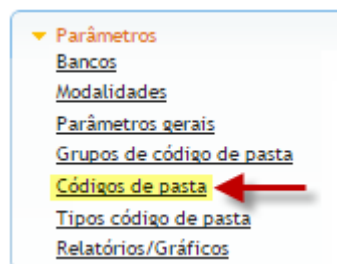 Parâmetros
Bancos
Modalidades
Parâmetros gerais
Grupos de código de pasta
Códigos de pasta
Tipos código de pasta
Relatórios/Gráficos